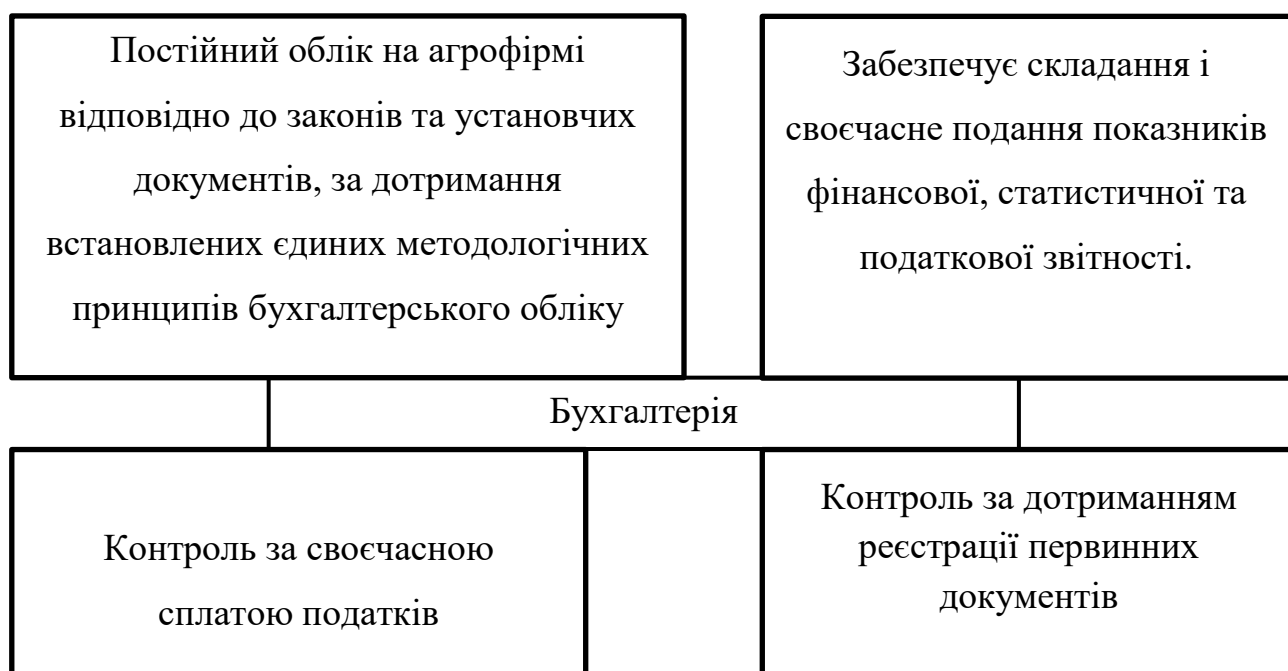 Постійний облік на агрофірмі
відповідно до законів та установчих
документів, за дотримання
встановлених єдиних методологічних
принципів бухгалтерського обліку
Забезпечує складання і
своєчасне подання показників
фінансової, статистичної та
податкової звітності.
Бухгалтерія
Контроль за своєчасною
сплатою податків
Контроль за дотриманням
реєстрації первинних
документів